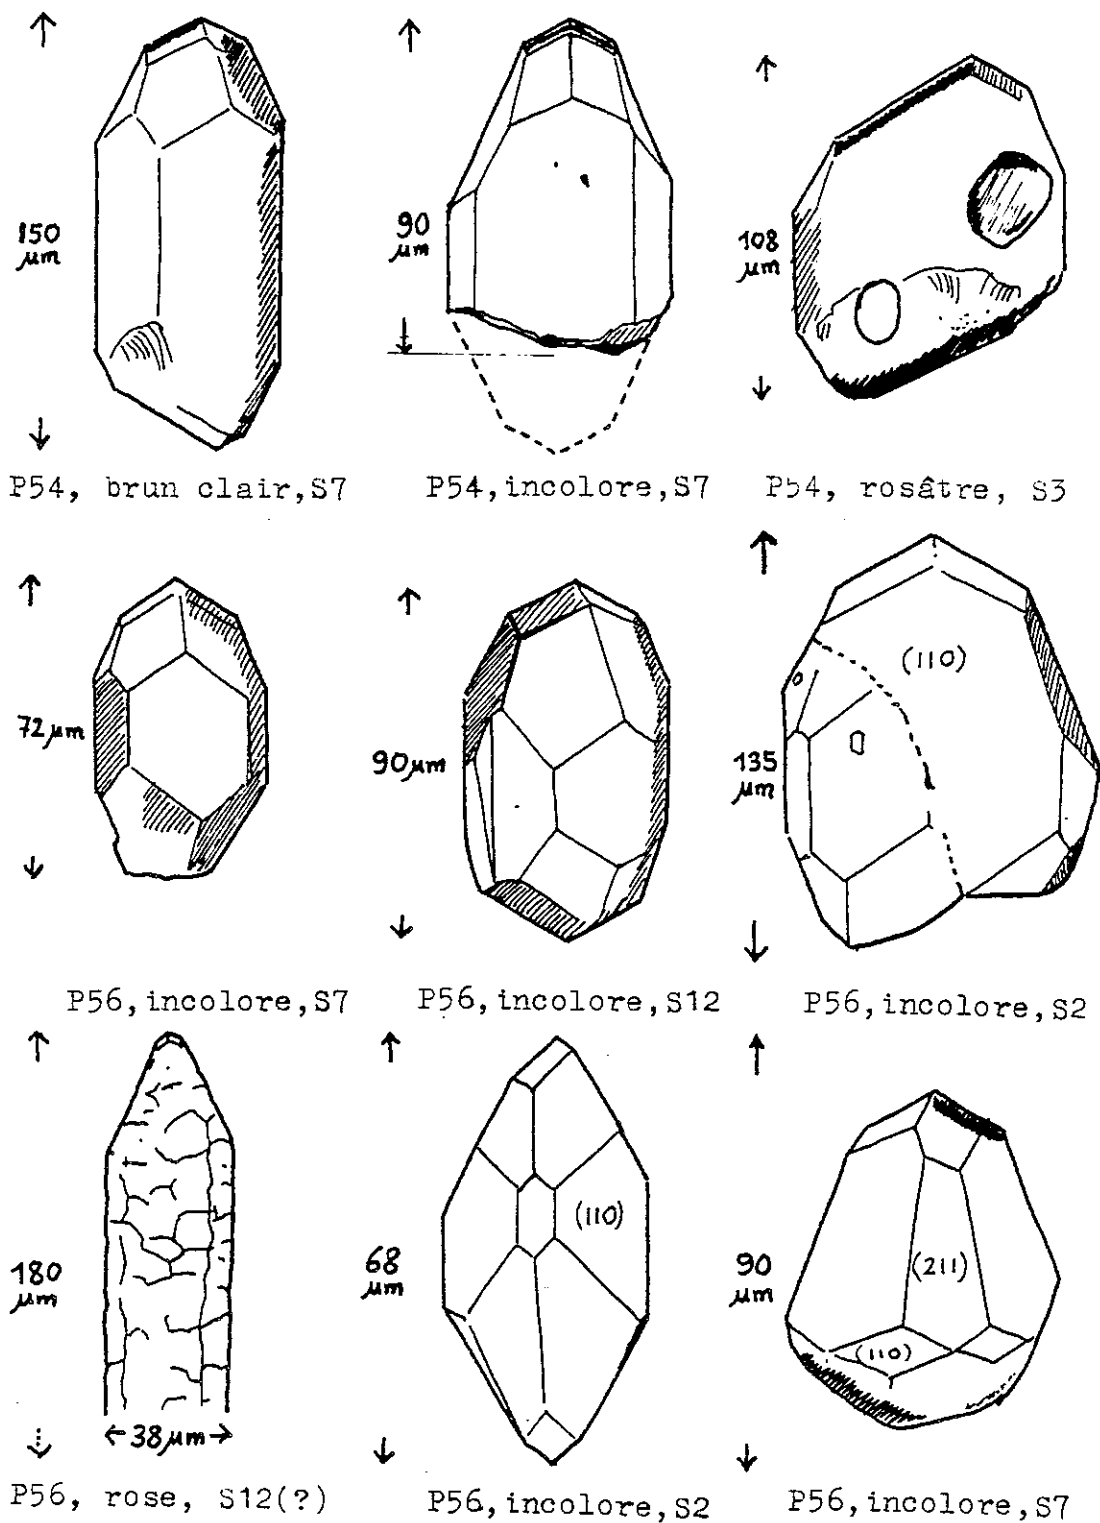 150
µm
90
µm
108
µm
P54, brun clair, S7
P54, incolore, S7
P54, rosâtre, S3
72µm
90µm
(110)
135
µm
P56, incolore, S7
P56, incolore, S12
P56, incolore, S2
180
µm
38µm
68
µm
(110)
90
µm
(211)
(110)
P56, rose, S12(?)
P56, incolore, S2
P56, incolore, S7